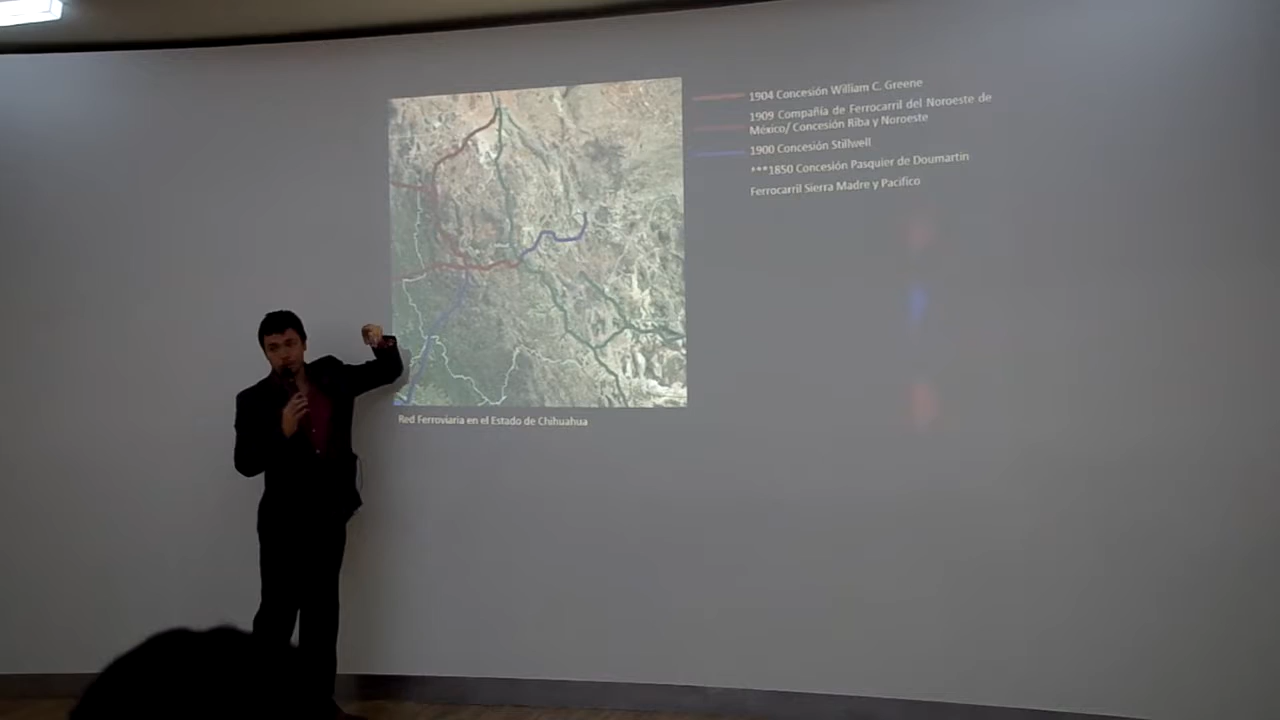 1904 Concesión William C. Greene
1909 Compañía de Ferrocarril del Noroeste de
México/ Concesión Riba y Noroeste
1900 Concesión Stillwell
***1850 Concesión Pasquier de Doumartin
Ferrocarril Sierra Madre y Pacifico
Red Ferroviaria en el Estado de Chihuahua